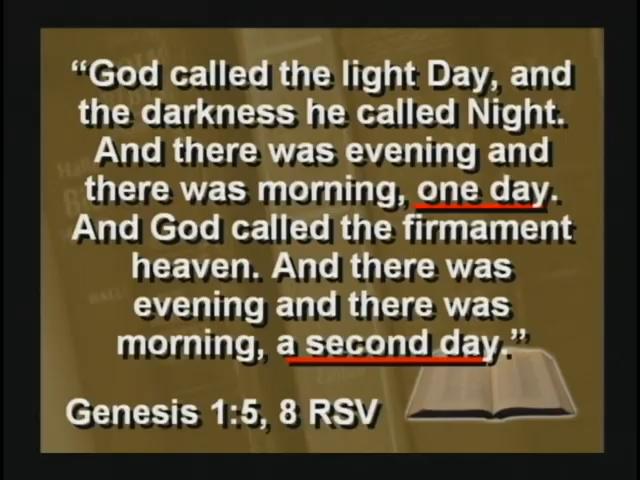 “God called the light Day, and
the darkness he called Night.
And there was evening and
there was morning, one day.
And God called the firmament
heaven. And there was
evening and there was
morning, a second day.”
Genesis 1:5, 8 RSV